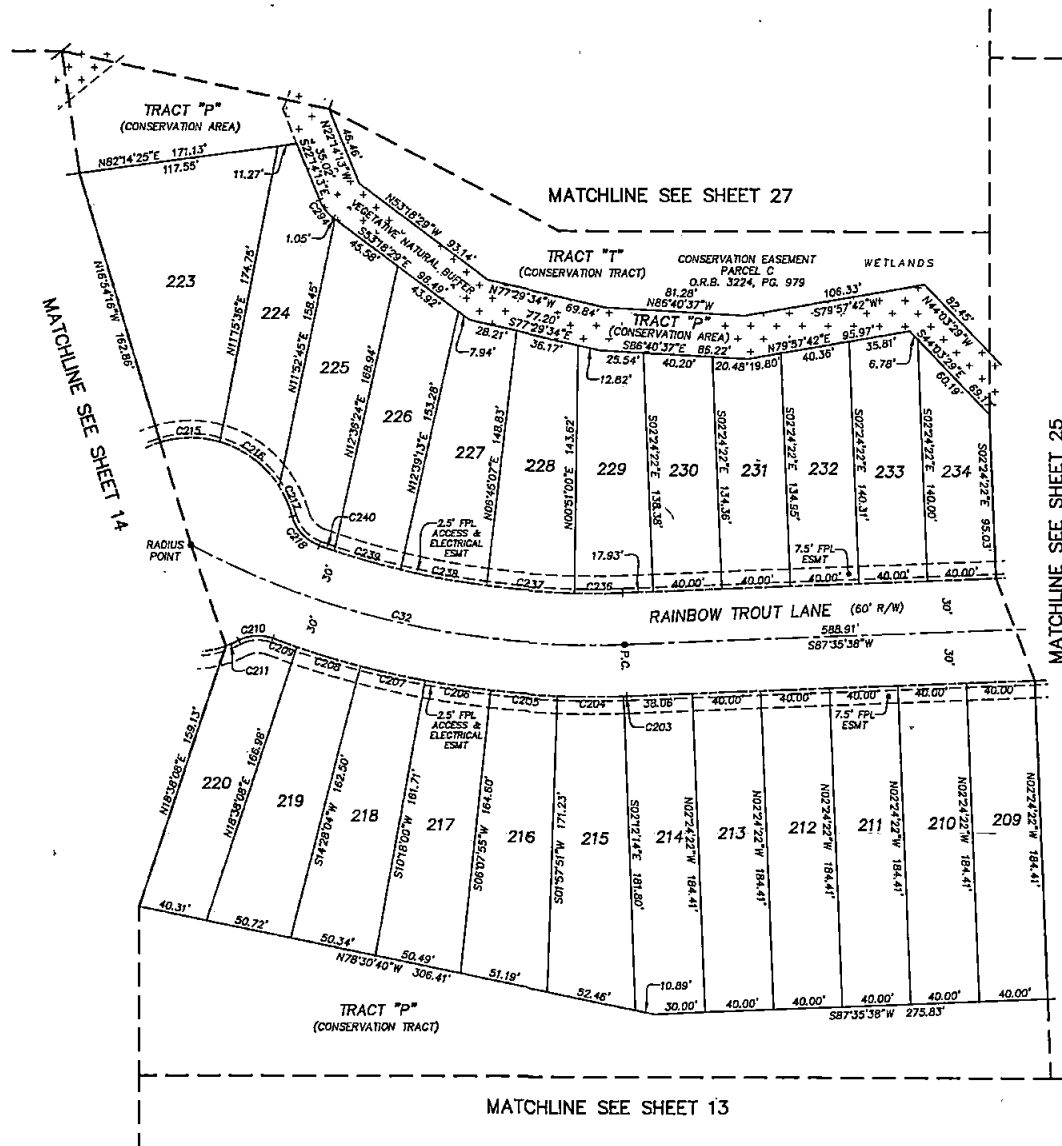 TRACT "P"
(CONSERVATION AREA)
N82°14'25"E 171.13'
117.55'
11.27'
N22°14'13"W
46.46'
35.02'
S22°14'13"E
C294
1.05'
VEGETATIVE NATURAL BUFFER
N53°18'29"W 93.14'
S53°18'29"E 98.49'
45.58'
43.92'
7.94'
MATCHLINE SEE SHEET 27
TRACT "T"
(CONSERVATION TRACT)
CONSERVATION EASEMENT
PARCEL C
O.R.B. 3224, PG. 979
WETLANDS
N77°29'34"W 69.84'
77.20'
S77°29'34"E
28.21'
36.17'
12.82'
81.28'
N86°40'37"W
TRACT "P"
(CONSERVATION AREA)
S86°40'37"E 86.22'
25.54'
40.20'
20.48'
19.80'
106.33'
S79°57'42"W
N79°57'42"E 95.97'
40.36'
35.81'
6.78'
82.45'
N44°03'29"W
S44°03'29"E
60.19'
MATCHLINE SEE SHEET 14
N16°54'16"W 162.86'
223
N11°15'36"E 174.75'
224
N11°52'45"E 158.45'
225
N12°36'24"E 168.94'
226
N12°39'13"E 153.28'
227
N06°46'07"E 148.83'
228
N00°51'00"E 143.62'
229
S02°24'22"E 138.38'
230
S02°24'22"E 134.36'
231
S02°24'22"E 134.55'
232
S02°24'22"E 140.31'
233
S02°24'22"E 140.00'
234
S02°24'22"E 95.03'
MATCHLINE SEE SHEET 25
C215
C216
C217
C218
C240
C239
C238
C237
C236
2.5' FPL
ACCESS &
ELECTRICAL
ESMT
17.93'
40.00'
40.00'
40.00'
40.00'
40.00'
7.5' FPL
ESMT
RADIUS
POINT
30'
30'
C32
P.C.
RAINBOW TROUT LANE (60' R/W)
588.91'
S87°35'38"W
30'
30'
C210
C211
C209
C208
C207
C206
C205
C204
C203
2.5' FPL
ACCESS &
ELECTRICAL
ESMT
38.06'
40.00'
40.00'
40.00'
40.00'
40.00'
7.5' FPL
ESMT
N18°38'08"E 159.13'
220
N18°38'08"E 166.98'
219
S14°28'04"W 162.50'
218
S10°18'00"W 161.71'
217
S06°07'55"W 164.60'
216
S01°57'51"W 171.23'
215
S02°12'14"E 181.80'
214
N02°24'22"W 184.41'
213
N02°24'22"W 184.41'
212
N02°24'22"W 184.41'
211
N02°24'22"W 184.41'
210
N02°24'22"W 184.41'
209
N02°24'22"W 184.41'
40.31'
50.72'
50.34'
50.49'
51.19'
52.46'
N78°30'40"W 306.41'
10.89'
30.00'
40.00'
40.00'
40.00'
40.00'
40.00'
S87°35'38"W 275.83'
TRACT "P"
(CONSERVATION TRACT)
MATCHLINE SEE SHEET 13